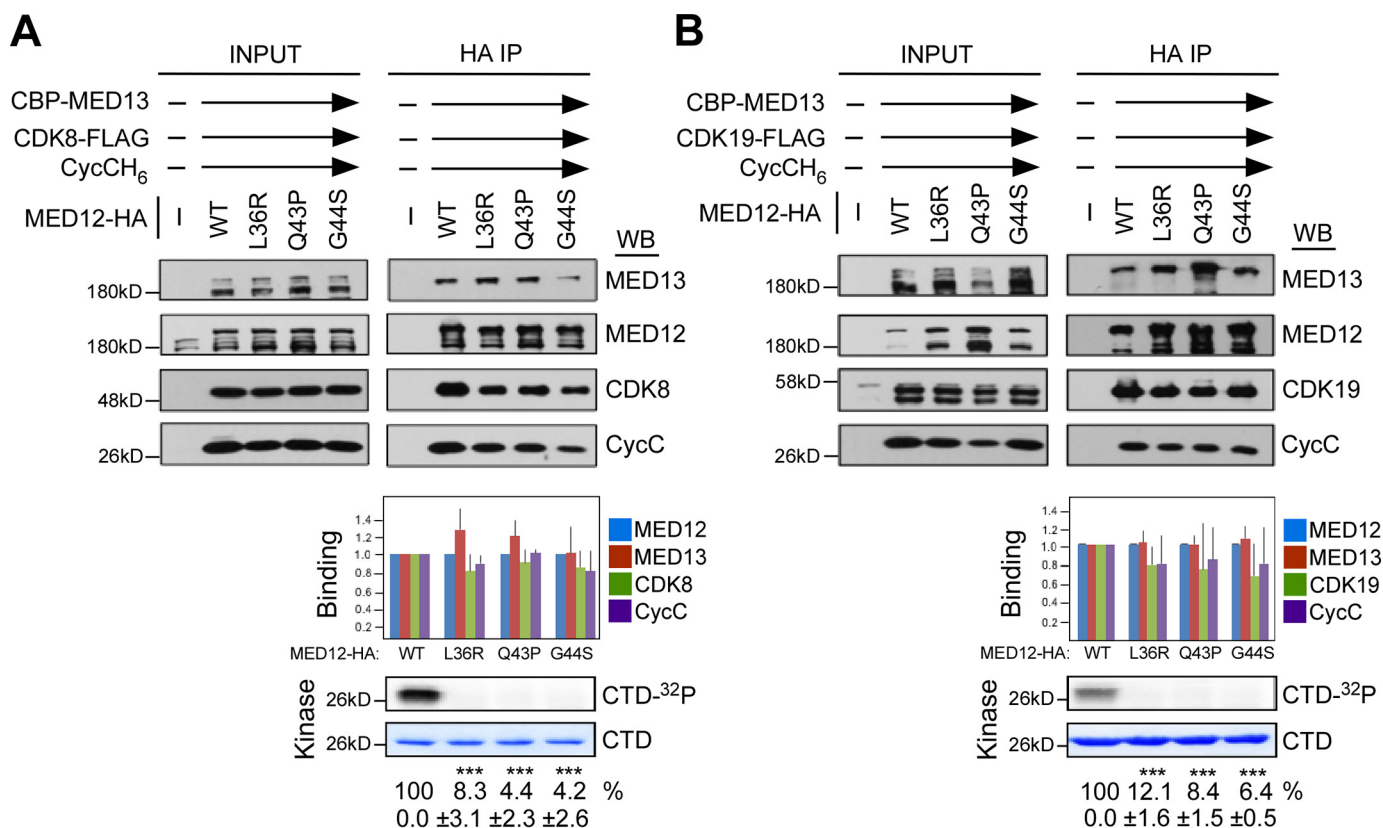 A
INPUT
HA IP
CBP-MED13
–
–
CDK8-FLAG
–
–
CycCH6
–
–
MED12-HA
–
WT
L36R
Q43P
G44S
–
WT
L36R
Q43P
G44S
WB
180kD
MED13
180kD
MED12
48kD
CDK8
26kD
CycC
Binding
1.4
1.2
1.0
0.8
0.6
0.4
0.2
MED12
MED13
CDK8
CycC
MED12-HA: WT L36R Q43P G44S
Kinase
26kD
CTD-32P
26kD
CTD
*** *** ***
100 8.3 4.4 4.2 %
0.0 ±3.1 ±2.3 ±2.6
B
INPUT
HA IP
CBP-MED13
–
–
CDK19-FLAG
–
–
CycCH6
–
–
MED12-HA
–
WT
L36R
Q43P
G44S
–
WT
L36R
Q43P
G44S
WB
180kD
MED13
180kD
MED12
58kD
CDK19
26kD
CycC
Binding
1.4
1.2
1.0
0.8
0.6
0.4
0.2
MED12
MED13
CDK19
CycC
MED12-HA: WT L36R Q43P G44S
Kinase
26kD
CTD-32P
26kD
CTD
*** *** ***
100 12.1 8.4 6.4 %
0.0 ±1.6 ±1.5 ±0.5